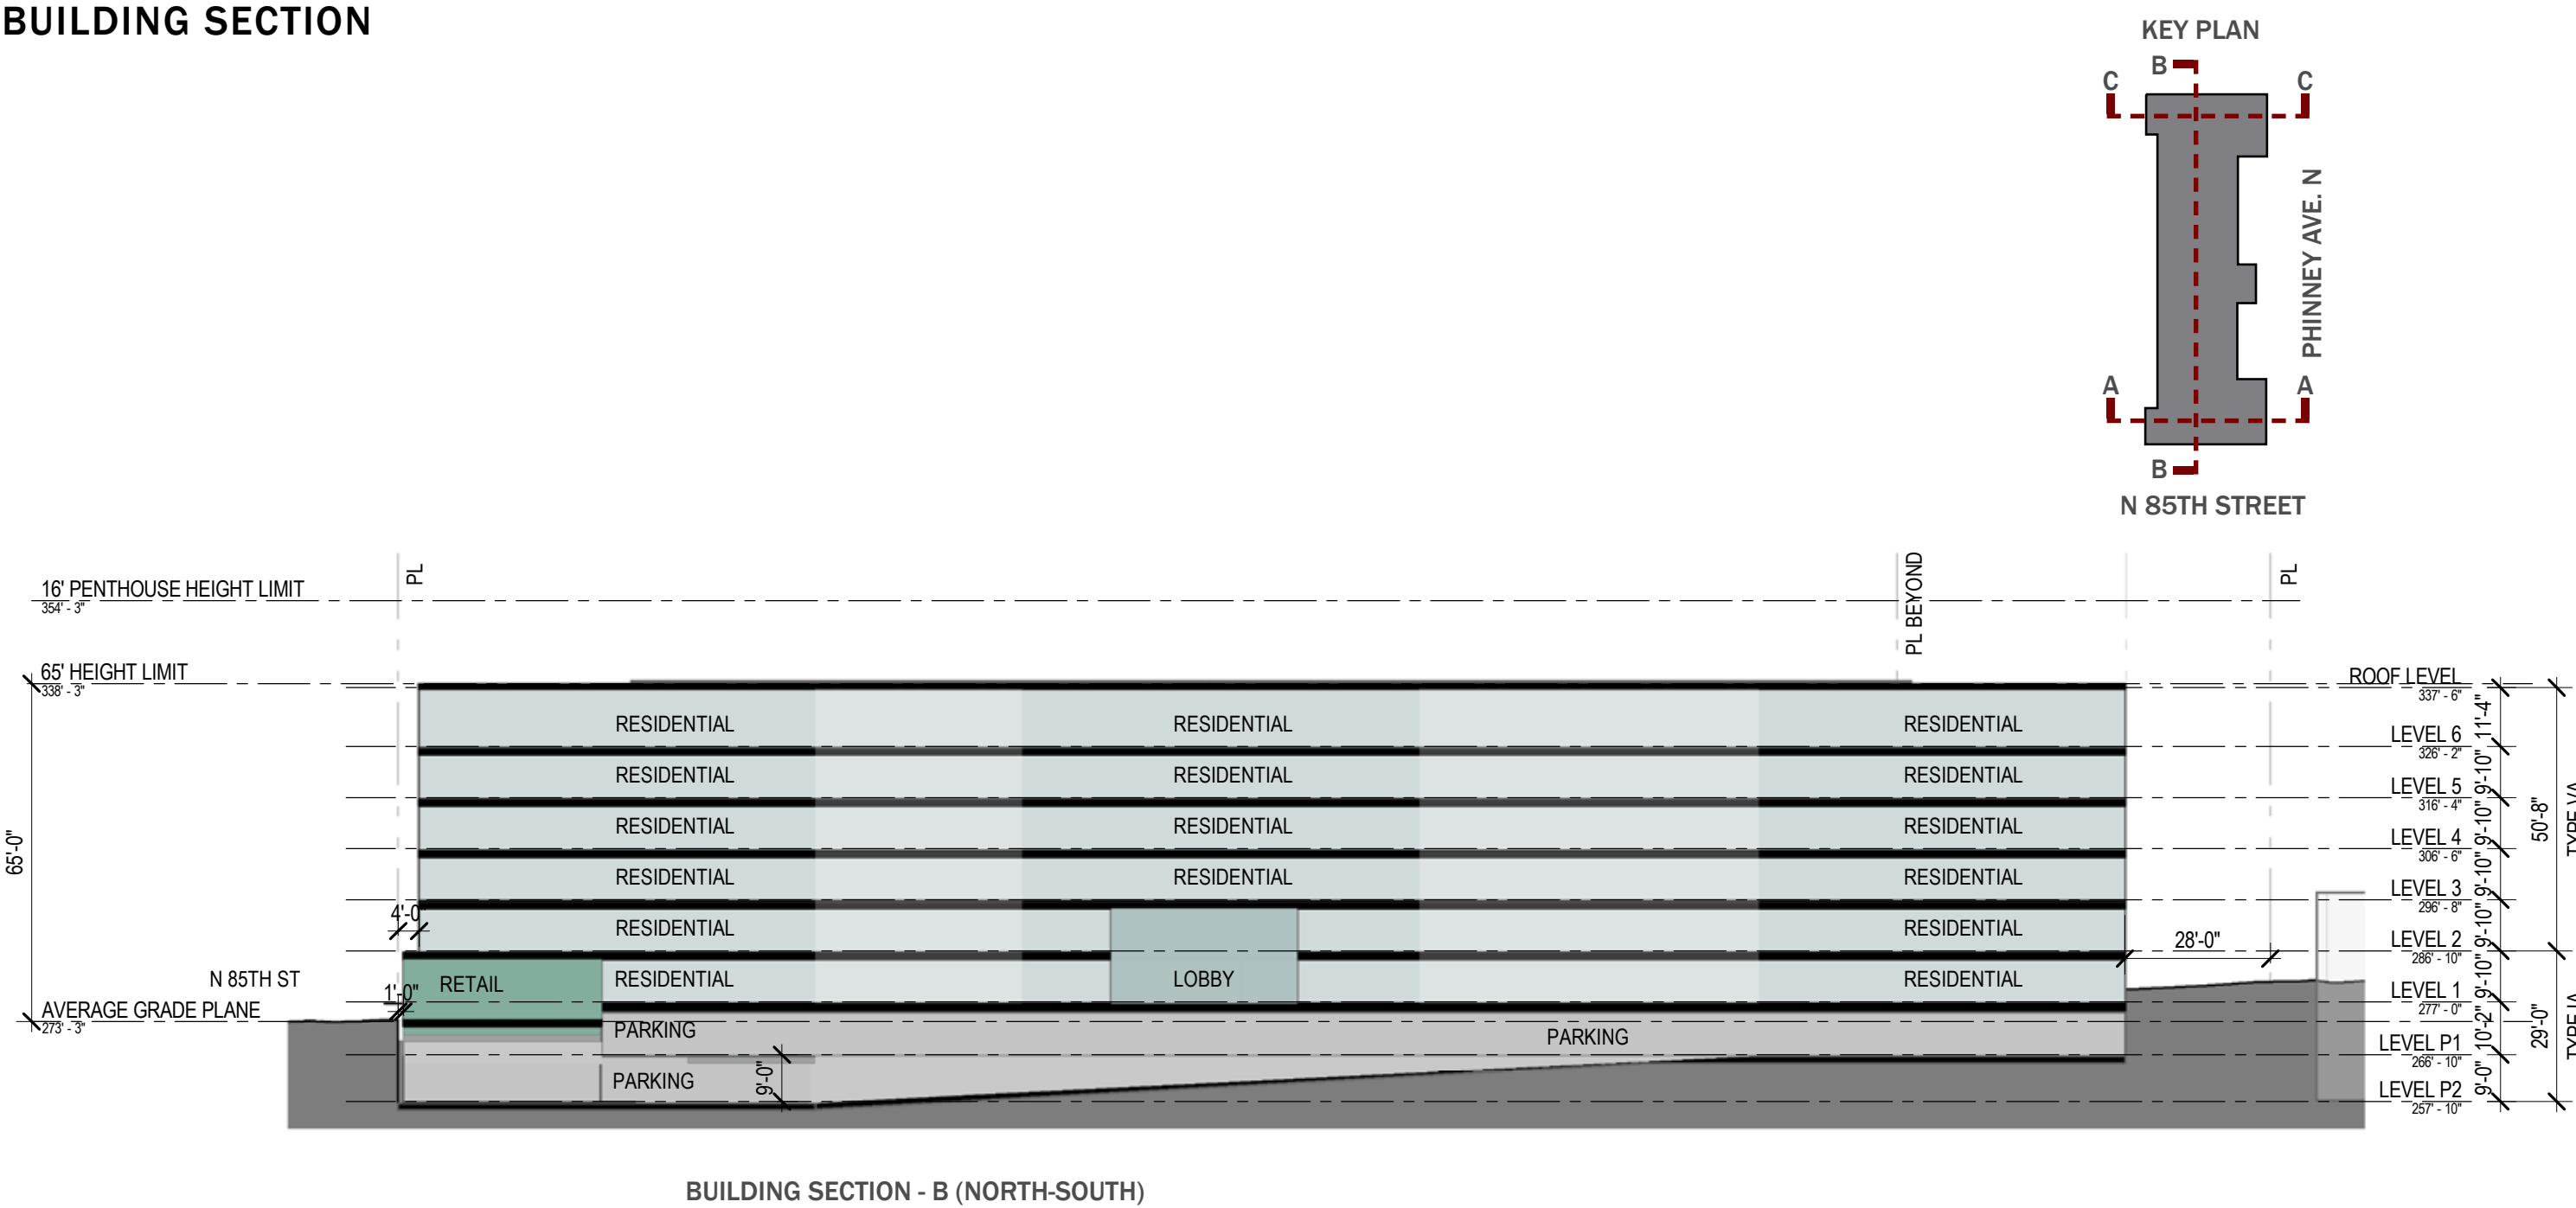 BUILDING SECTION
KEY PLAN
B
C
C
PHINNEY AVE. N
A
A
B
N 85TH STREET
PL
PL BEYOND
PL
16' PENTHOUSE HEIGHT LIMIT
354' - 3"
65' HEIGHT LIMIT
338' - 3"
ROOF LEVEL
337' - 6"
11'-4"
RESIDENTIAL
RESIDENTIAL
RESIDENTIAL
LEVEL 6
326' - 2"
9'-10"
RESIDENTIAL
RESIDENTIAL
RESIDENTIAL
LEVEL 5
316' - 4"
9'-10"
65'-0"
RESIDENTIAL
RESIDENTIAL
RESIDENTIAL
50'-8"
LEVEL 4
306' - 6"
9'-10"
RESIDENTIAL
RESIDENTIAL
RESIDENTIAL
LEVEL 3
296' - 8"
9'-10"
4'-0"
RESIDENTIAL
RESIDENTIAL
28'-0"
LEVEL 2
286' - 10"
9'-10"
N 85TH ST
RETAIL
RESIDENTIAL
LOBBY
RESIDENTIAL
1'-0"
LEVEL 1
277' - 0"
AVERAGE GRADE PLANE
273' - 3"
PARKING
PARKING
10'-2"
29'-0"
LEVEL P1
266' - 10"
PARKING
9'-0"
9'-0"
LEVEL P2
257' - 10"
BUILDING SECTION - B (NORTH-SOUTH)